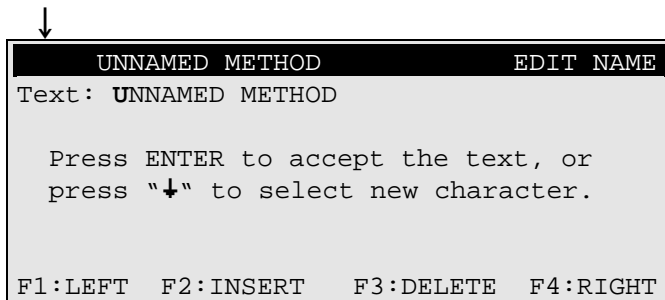 ↓
UNNAMED METHOD EDIT NAME
Text: UNNAMED METHOD
Press ENTER to accept the text, or
press "↓" to select new character.
F1:LEFT F2:INSERT F3:DELETE F4:RIGHT